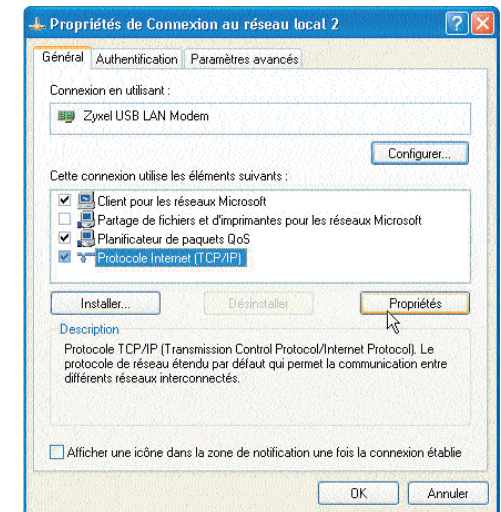 Propriétés de Connexion au réseau local 2
Général Authentification Paramètres avancés
Connexion en utilisant :
Zyxel USB LAN Modem
Configurer...
Cette connexion utilise les éléments suivants :
Client pour les réseaux Microsoft
Partage de fichiers et d'imprimantes pour les réseaux Microsoft
Planificateur de paquets QoS
Protocole Internet (TCP/IP)
Installer... Désinstaller Propriétés
Description
Protocole TCP/IP (Transmission Control Protocol/Internet Protocol). Le
protocole de réseau étendu par défaut qui permet la communication entre
différents réseaux interconnectés.
Afficher une icône dans la zone de notification une fois la connexion établie
OK Annuler